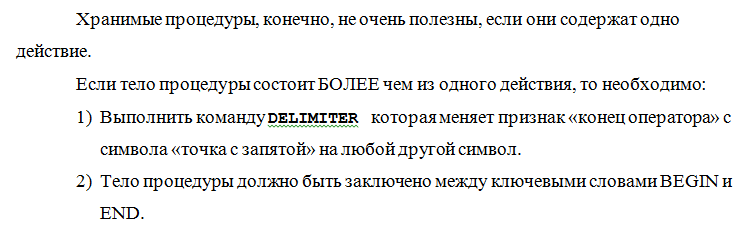 Хранимые процедуры, конечно, не очень полезны, если они содержат одно
действие.
Если тело процедуры состоит БОЛЕЕ чем из одного действия, то необходимо:
1) Выполнить команду DELIMITER которая меняет признак «конец оператора» с
символа «точка с запятой» на любой другой символ.
2) Тело процедуры должно быть заключено между ключевыми словами BEGIN и
END.